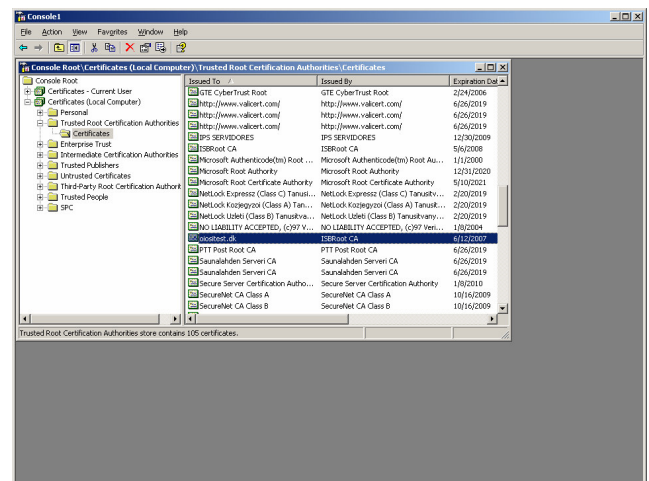 Console1
File Action View Favorites Window Help
Console Root\Certificates (Local Computer)\Trusted Root Certification Authorities\Certificates
Console Root
Certificates - Current User
Certificates (Local Computer)
Personal
Trusted Root Certification Authorities
Certificates
Enterprise Trust
Intermediate Certification Authorities
Trusted Publishers
Untrusted Certificates
Third-Party Root Certification Authorit
Trusted People
SPC
Issued To Issued By Expiration Dat
GTE CyberTrust Root GTE CyberTrust Root 2/24/2006
http://www.valicert.com/ http://www.valicert.com/ 6/26/2019
http://www.valicert.com/ http://www.valicert.com/ 6/26/2019
http://www.valicert.com/ http://www.valicert.com/ 6/26/2019
IPS SERVIDORES IPS SERVIDORES 12/30/2009
ISBRoot CA ISBRoot CA 5/6/2008
Microsoft Authenticode(tm) Root ... Microsoft Authenticode(tm) Root Au... 1/1/2000
Microsoft Root Authority Microsoft Root Authority 12/31/2020
Microsoft Root Certificate Authority Microsoft Root Certificate Authority 5/10/2021
NetLock Expressz (Class C) Tanusi... NetLock Expressz (Class C) Tanusitv... 2/20/2019
NetLock Kozjegyzoi (Class A) Tan... NetLock Kozjegyzoi (Class A) Tanusit... 2/20/2019
NetLock Uzleti (Class B) Tanusitva... NetLock Uzleti (Class B) Tanusitvany... 2/20/2019
NO LIABILITY ACCEPTED, (c)97 V... NO LIABILITY ACCEPTED, (c)97 Veri... 1/8/2004
oiositest.dk ISBRoot CA 6/12/2007
PTT Post Root CA PTT Post Root CA 6/26/2019
Saunalahden Serveri CA Saunalahden Serveri CA 6/26/2019
Saunalahden Serveri CA Saunalahden Serveri CA 6/26/2019
Secure Server Certification Autho... Secure Server Certification Authority 1/8/2010
SecureNet CA Class A SecureNet CA Class A 10/16/2009
SecureNet CA Class B SecureNet CA Class B 10/16/2009
Trusted Root Certification Authorities store contains 105 certificates.